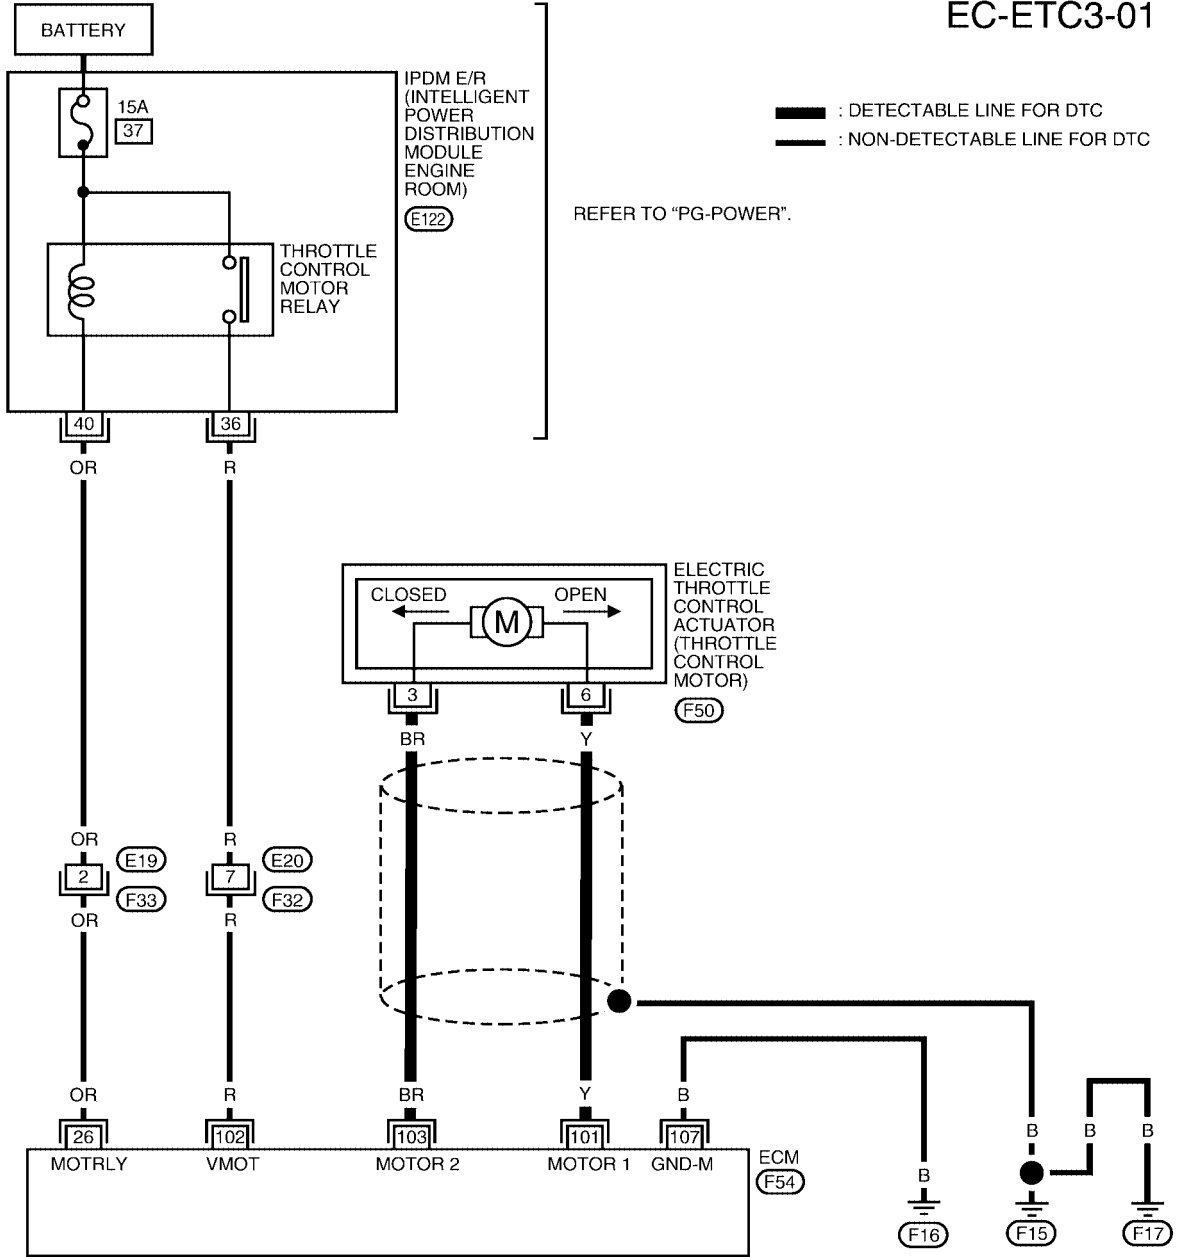 EC-ETC3-01
BATTERY
15A
37
IPDM E/R
(INTELLIGENT
POWER
DISTRIBUTION
MODULE
ENGINE
ROOM)
E122
: DETECTABLE LINE FOR DTC
: NON-DETECTABLE LINE FOR DTC
REFER TO “PG-POWER”.
THROTTLE
CONTROL
MOTOR
RELAY
40
36
OR
R
CLOSED
OPEN
M
ELECTRIC
THROTTLE
CONTROL
ACTUATOR
(THROTTLE
CONTROL
MOTOR)
F50
3
6
BR
Y
OR
R
2
E19
F33
7
E20
F32
OR
R
OR
R
BR
Y
B
B
B
B
26
102
103
101
107
MOTRLY
VMOT
MOTOR 2
MOTOR 1
GND-M
ECM
F54
B
F16
F15
F17